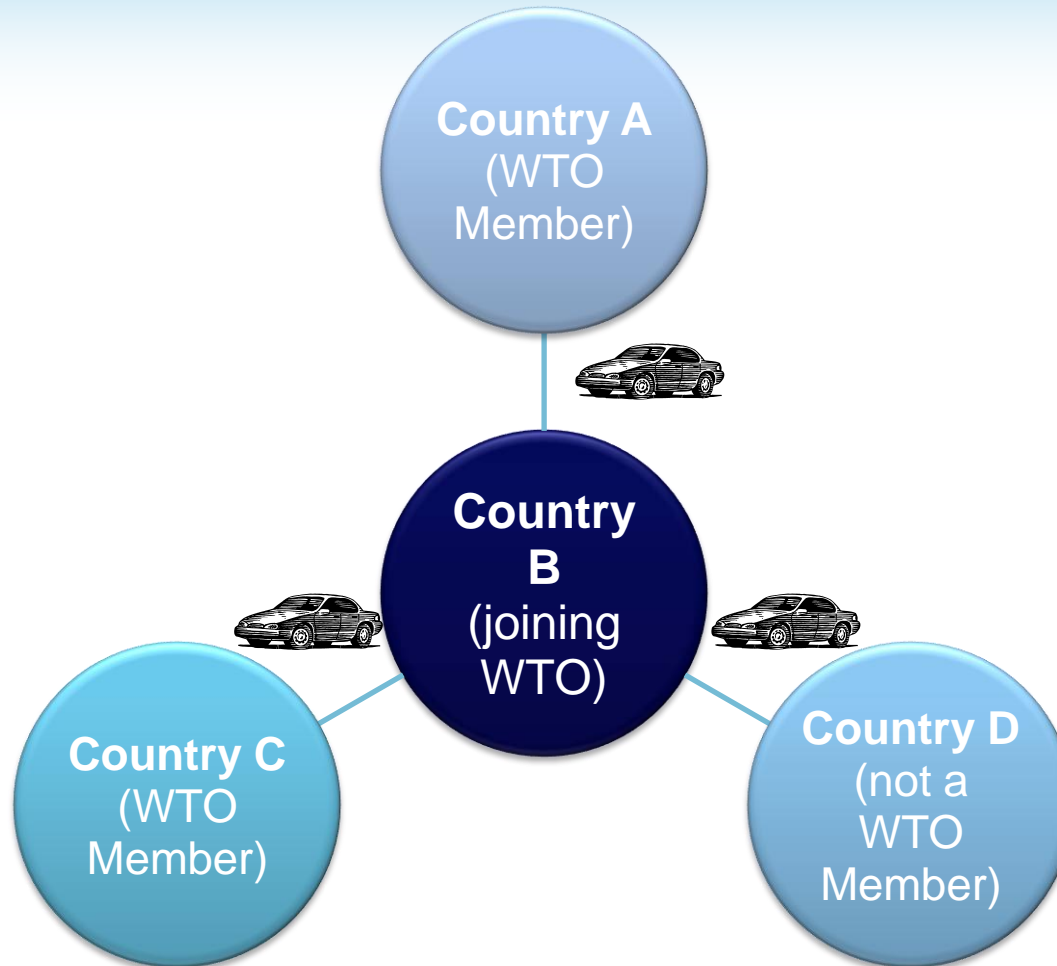 Country A
(WTO
Member)
Country
B
(joining
WTO)
Country C
(WTO
Member)
Country D
(not a
WTO
Member)